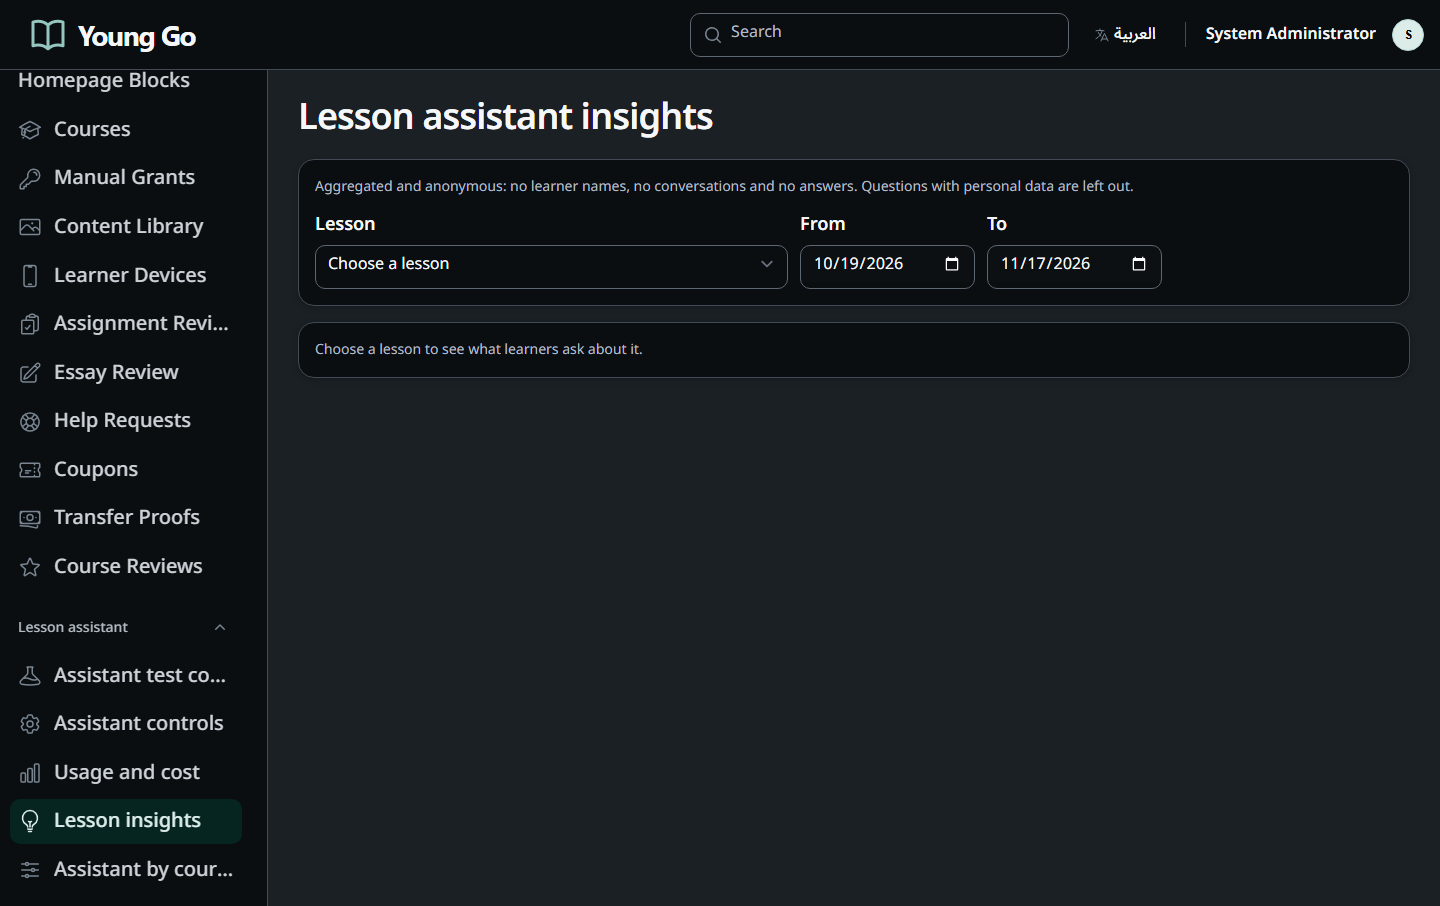 Young Go
Search
العربية
System Administrator
S
Homepage Blocks
Courses
Manual Grants
Content Library
Learner Devices
Assignment Revi...
Essay Review
Help Requests
Coupons
Transfer Proofs
Course Reviews
Lesson assistant
Assistant test co...
Assistant controls
Usage and cost
Lesson insights
Assistant by cour...
Lesson assistant insights
Aggregated and anonymous: no learner names, no conversations and no answers. Questions with personal data are left out.
Lesson From To
Choose a lesson 10/19/2026 11/17/2026
Choose a lesson to see what learners ask about it.